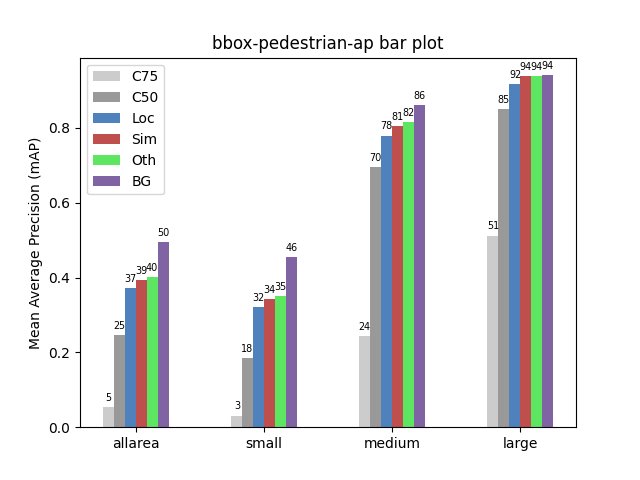 bbox-pedestrian-ap bar plot
Mean Average Precision (mAP)
0.8
0.6
0.4
0.2
0.0
C75
C50
Loc
Sim
Oth
BG
5 25 37 39 40 50
3 18 32 34 35 46
24 70 78 81 82 86
51 85 92 94 94 94
allarea small medium large